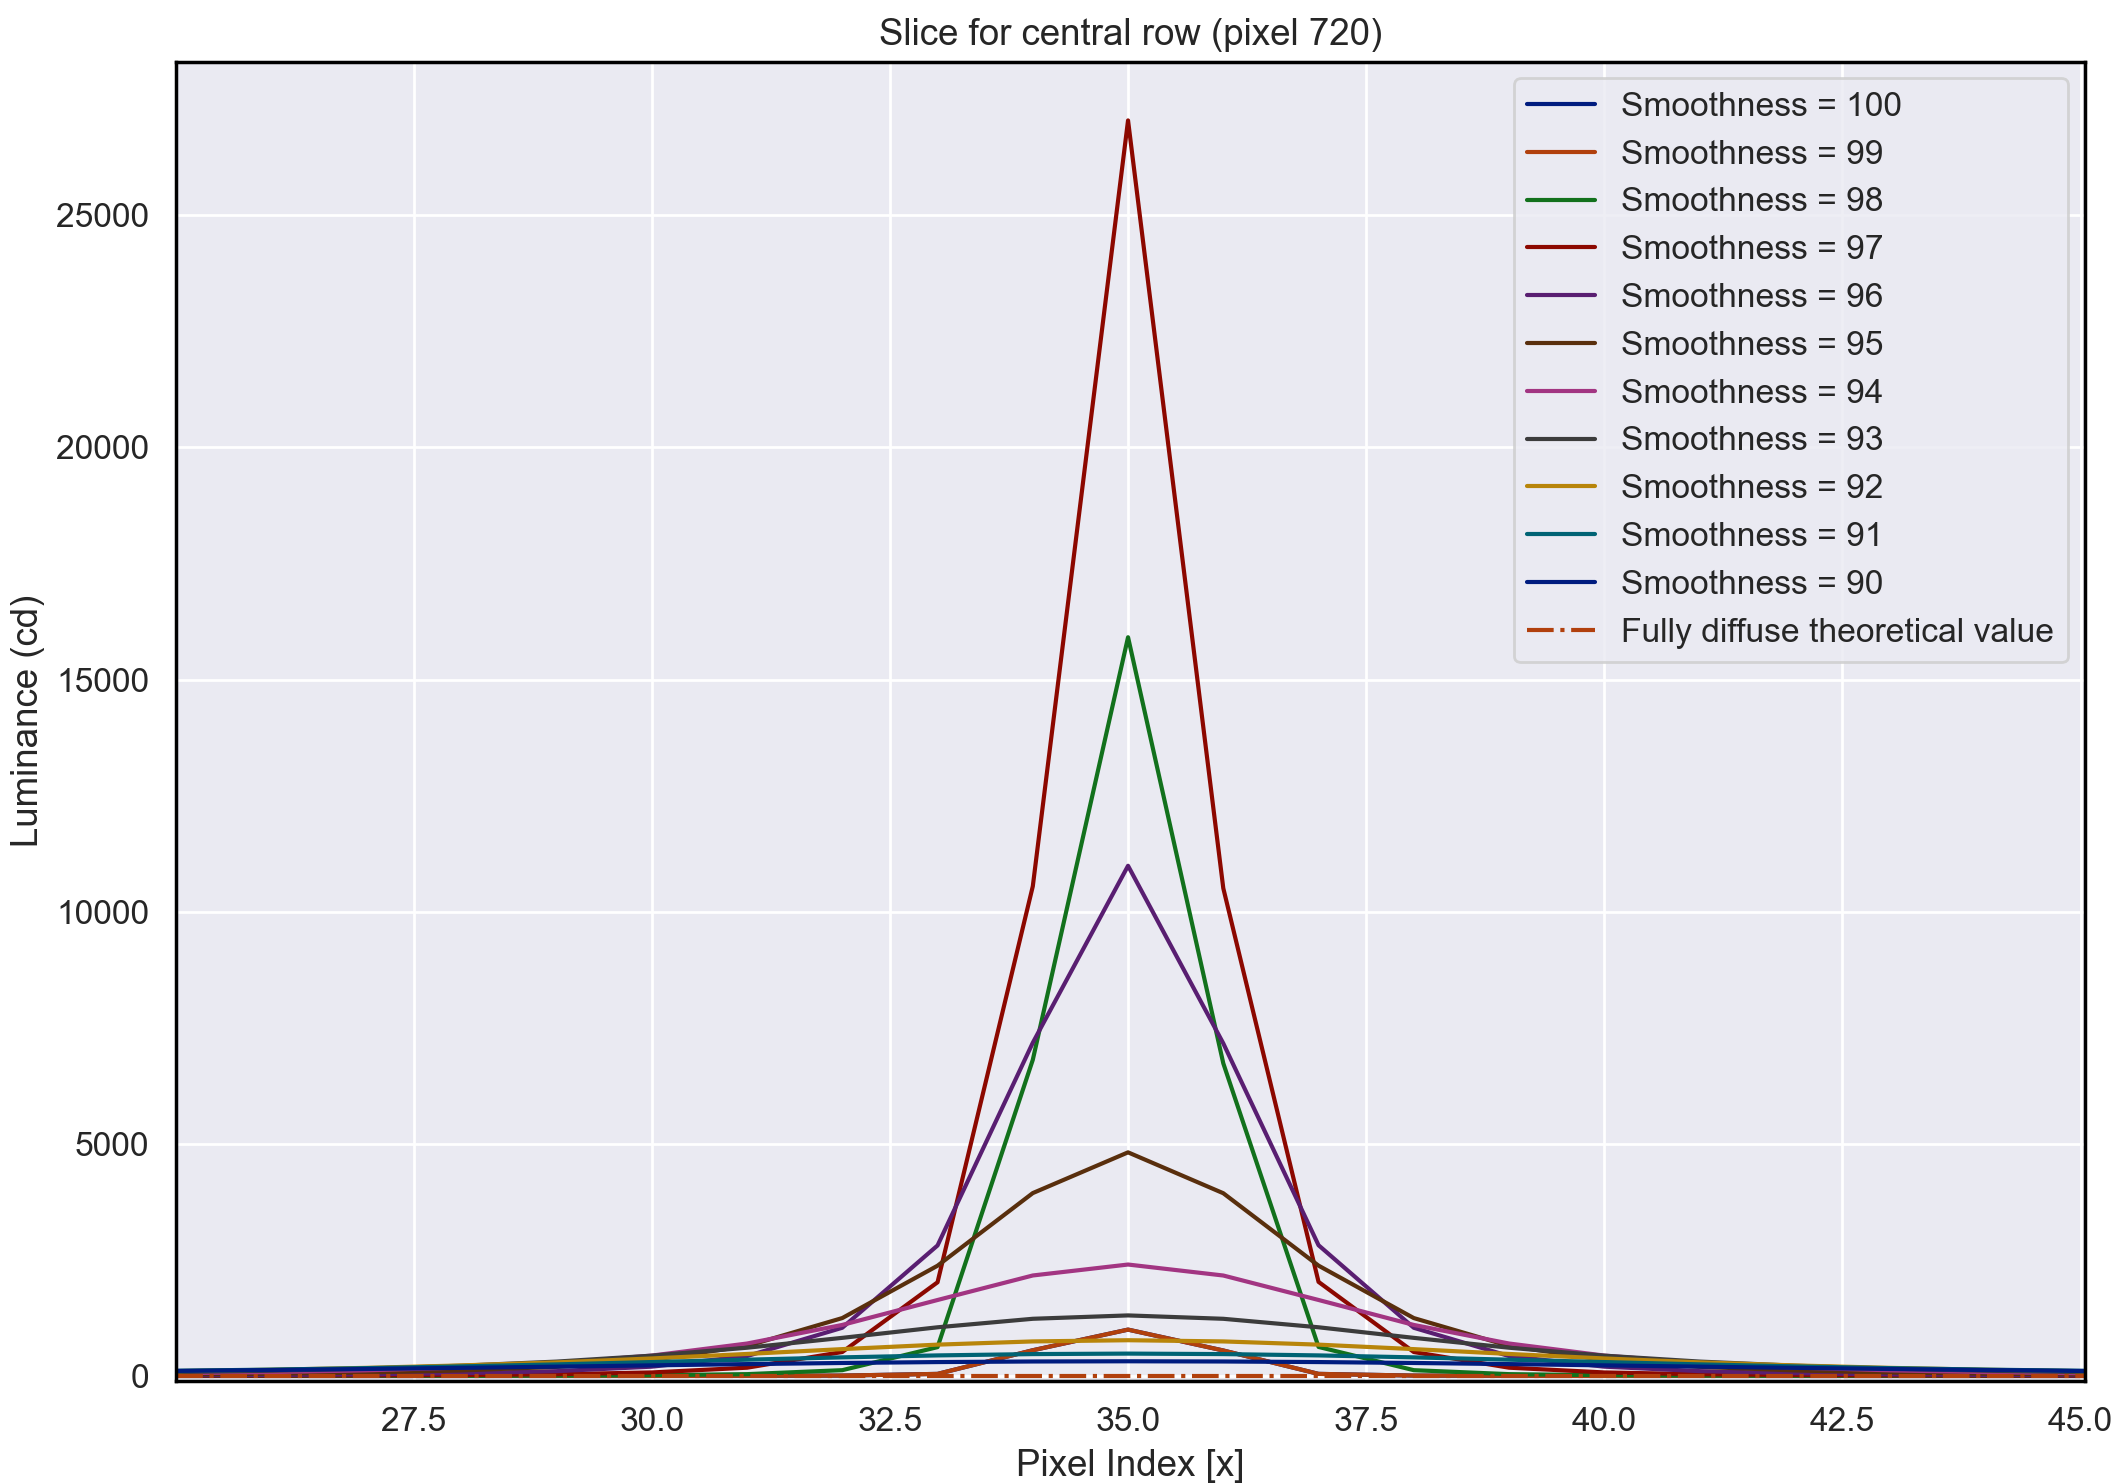 Slice for central row (pixel 720)
Smoothness = 100
Smoothness = 99
Smoothness = 98
Smoothness = 97
Smoothness = 96
Smoothness = 95
Smoothness = 94
Smoothness = 93
Smoothness = 92
Smoothness = 91
Smoothness = 90
Fully diffuse theoretical value
25000
20000
15000
10000
5000
0
Luminance (cd)
27.5 30.0 32.5 35.0 37.5 40.0 42.5 45.0
Pixel Index [x]